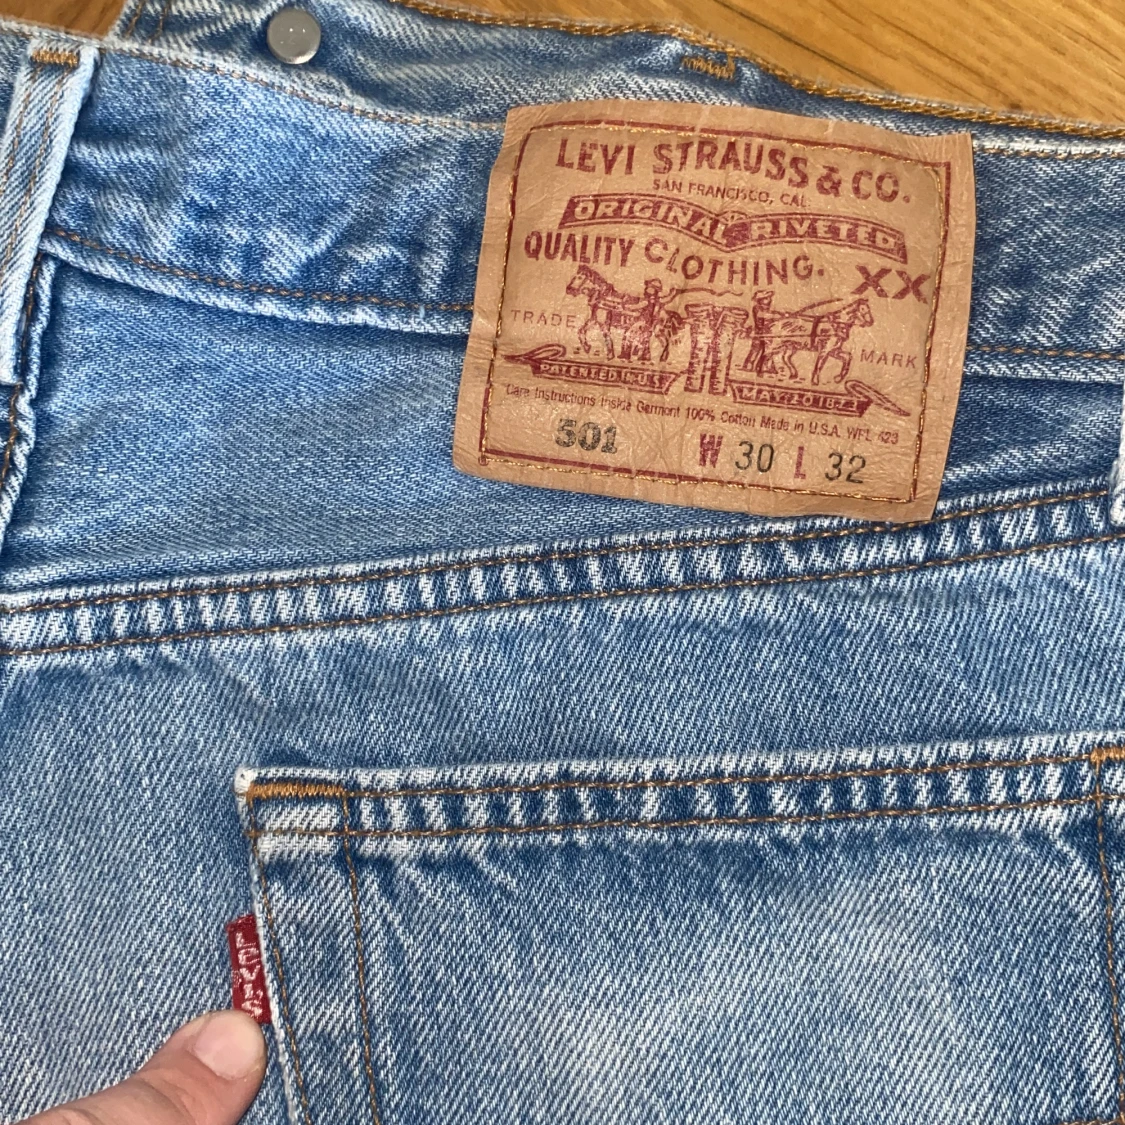 LEVI STRAUSS & CO.
SAN FRANCISCO, CAL.
ORIGINAL RIVETED
QUALITY CLOTHING.
XX
TRADE MARK
PATENTED IN U.S.
MAY 20 1873
Care Instructions Inside Garment 100% Cotton Made in U.S.A. WPL 423
501 W 30 L 32
LEVI'S